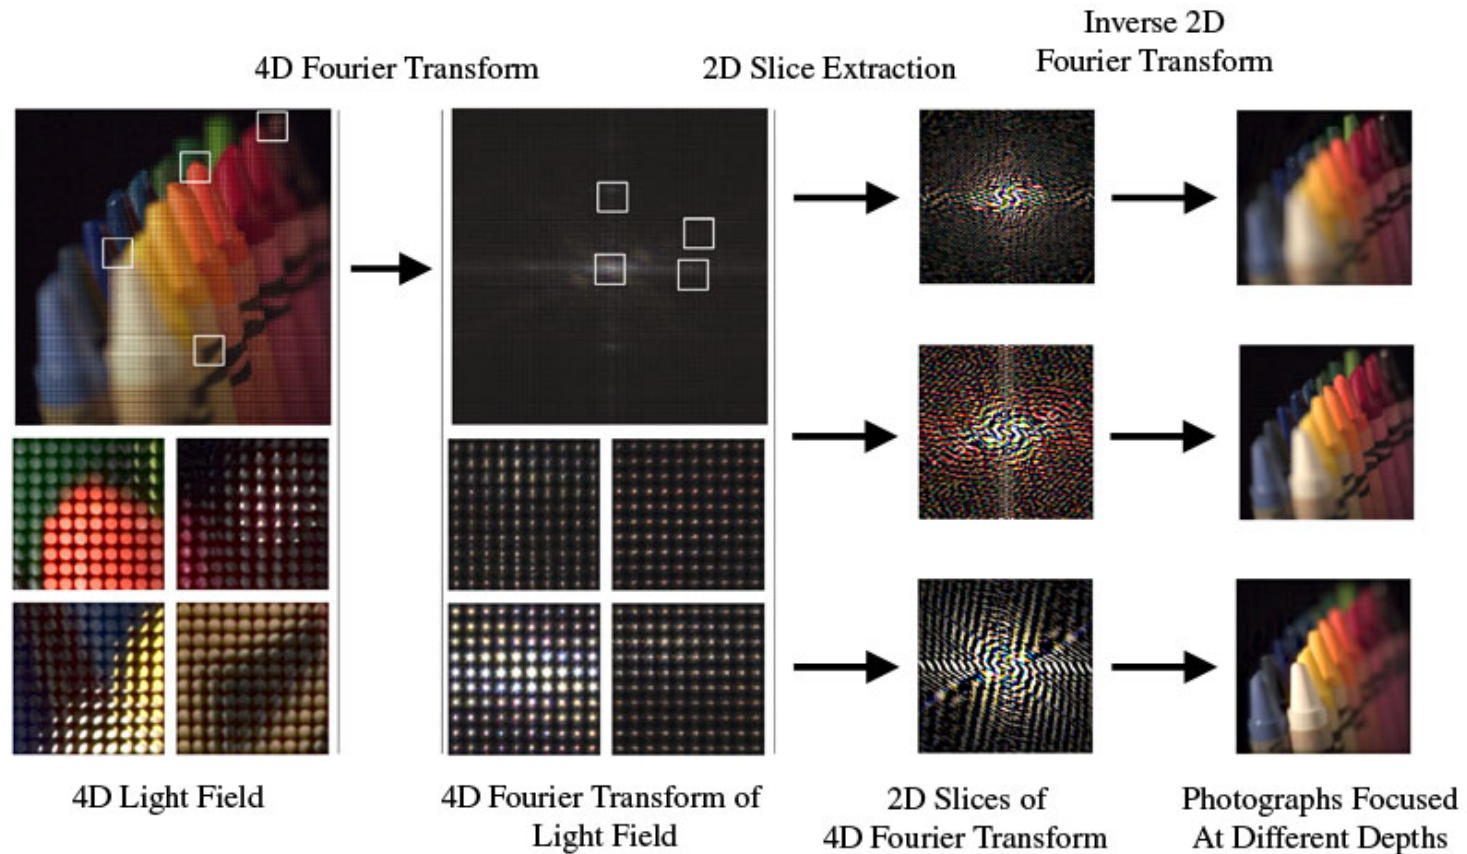 4D Fourier Transform
2D Slice Extraction
Inverse 2D
Fourier Transform
4D Light Field
4D Fourier Transform of
Light Field
2D Slices of
4D Fourier Transform
Photographs Focused
At Different Depths